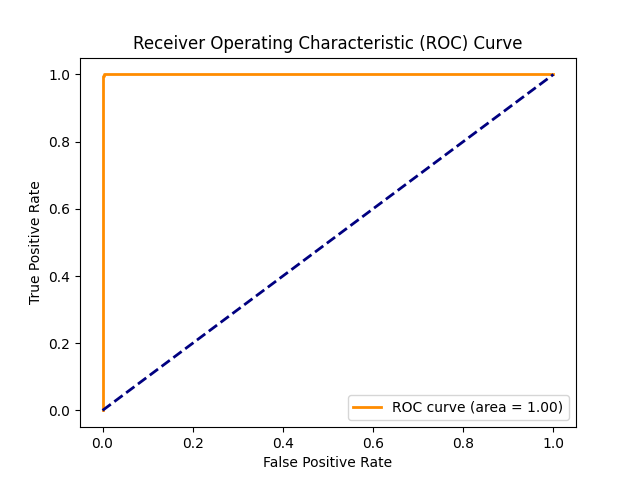 Receiver Operating Characteristic (ROC) Curve
True Positive Rate
1.0
0.8
0.6
0.4
0.2
0.0
ROC curve (area = 1.00)
0.0 0.2 0.4 0.6 0.8 1.0
False Positive Rate